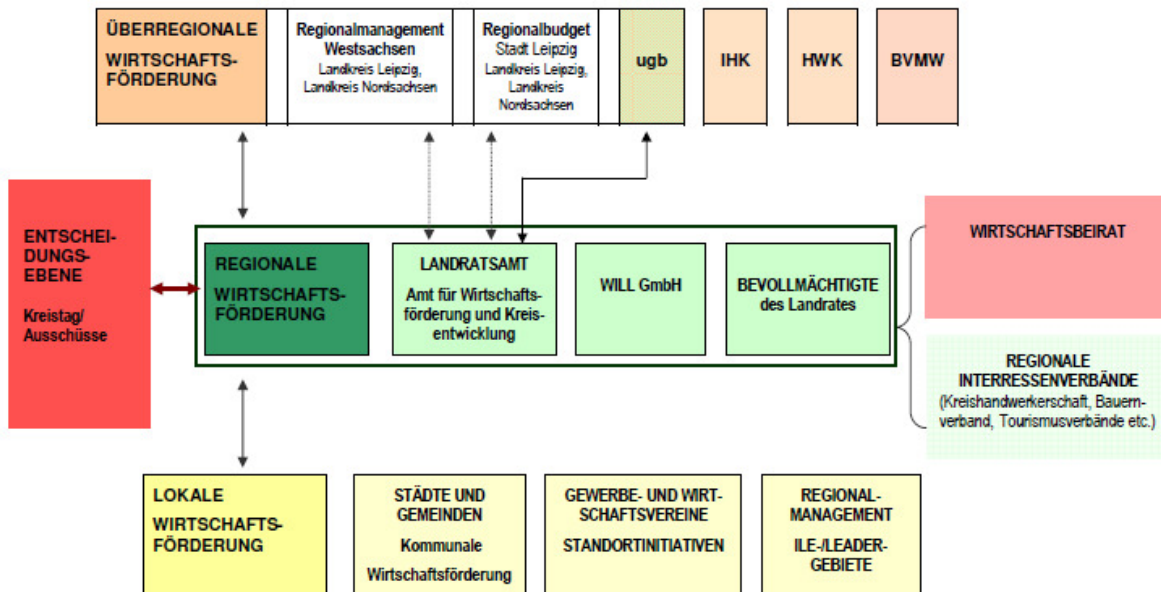 ÜBERREGIONALE
WIRTSCHAFTS-
FÖRDERUNG
Regionalmanagement
Westsachsen
Landkreis Leipzig,
Landkreis Nordsachsen
Regionalbudget
Stadt Leipzig
Landkreis Leipzig,
Landkreis
Nordsachsen
ugb
IHK
HWK
BVMW
ENTSCHEI-
DUNGS-
EBENE
Kreistag/
Ausschüsse
REGIONALE
WIRTSCHAFTS-
FÖRDERUNG
LANDRATSAMT
Amt für Wirtschafts-
förderung und Kreis-
entwicklung
WILL GmbH
BEVOLLMÄCHTIGTE
des Landrates
WIRTSCHAFTSBEIRAT
REGIONALE
INTERRESSENVERBÄNDE
(Kreishandwerkerschaft, Bauern-
verband, Tourismusverbände etc.)
LOKALE
WIRTSCHAFTS-
FÖRDERUNG
STÄDTE UND
GEMEINDEN
Kommunale
Wirtschaftsförderung
GEWERBE- UND WIRT-
SCHAFTSVEREINE
STANDORTINITIATIVEN
REGIONAL-
MANAGEMENT
ILE-/LEADER-
GEBIETE